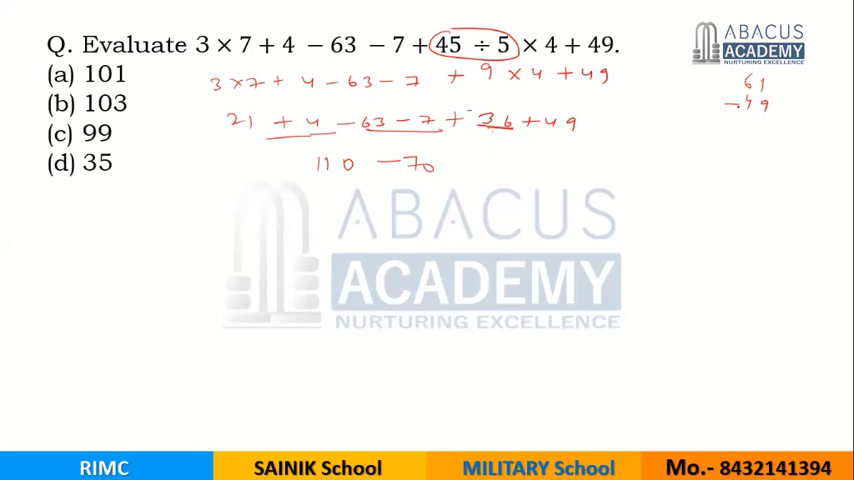 Q. Evaluate 3 × 7 + 4 − 63 − 7 + 45 ÷ 5 × 4 + 49.
(a) 101
(b) 103
(c) 99
(d) 35
3 × 7 + 4 − 63 − 7 + 9 × 4 + 49
21 + 4 − 63 − 7 + 36 + 49
110 − 70
61
− 49
ABACUS
ACADEMY
NURTURING EXCELLENCE
ABACUS
ACADEMY
NURTURING EXCELLENCE
RIMC
SAINIK School
MILITARY School
Mo.- 8432141394